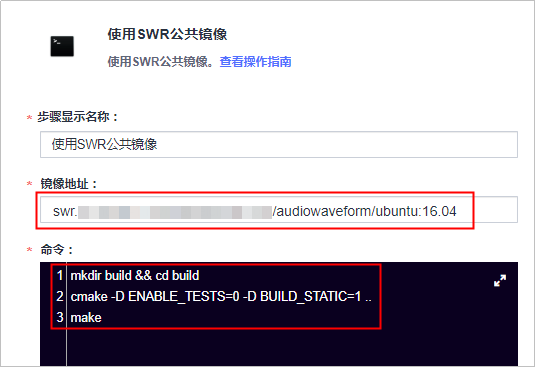 使用SWR公共镜像
使用SWR公共镜像。查看操作指南
* 步骤显示名称：
使用SWR公共镜像
* 镜像地址：
swr. /audiowaveform/ubuntu:16.04
* 命令：
1 mkdir build && cd build
2 cmake -D ENABLE_TESTS=0 -D BUILD_STATIC=1 ..
3 make